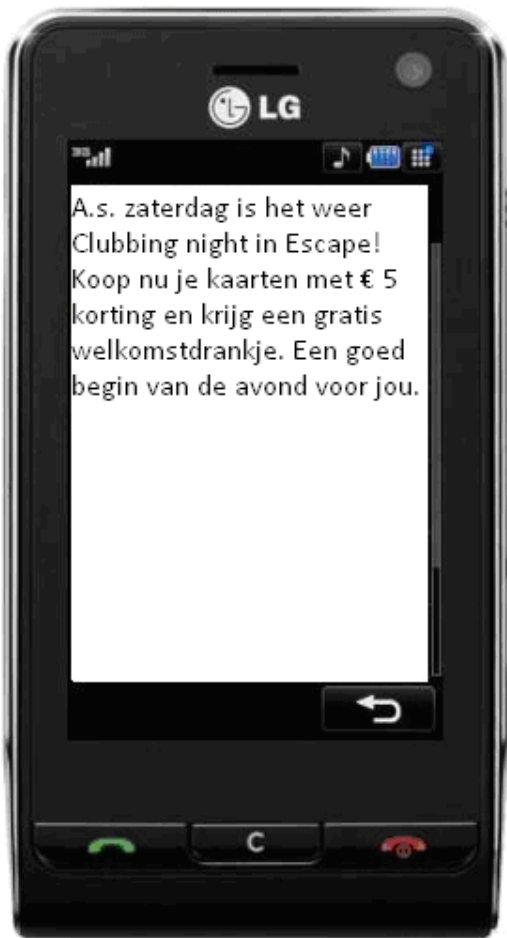 LG
3G
A.s. zaterdag is het weer
Clubbing night in Escape!
Koop nu je kaarten met € 5
korting en krijg een gratis
welkomstdrankje. Een goed
begin van de avond voor jou.
C